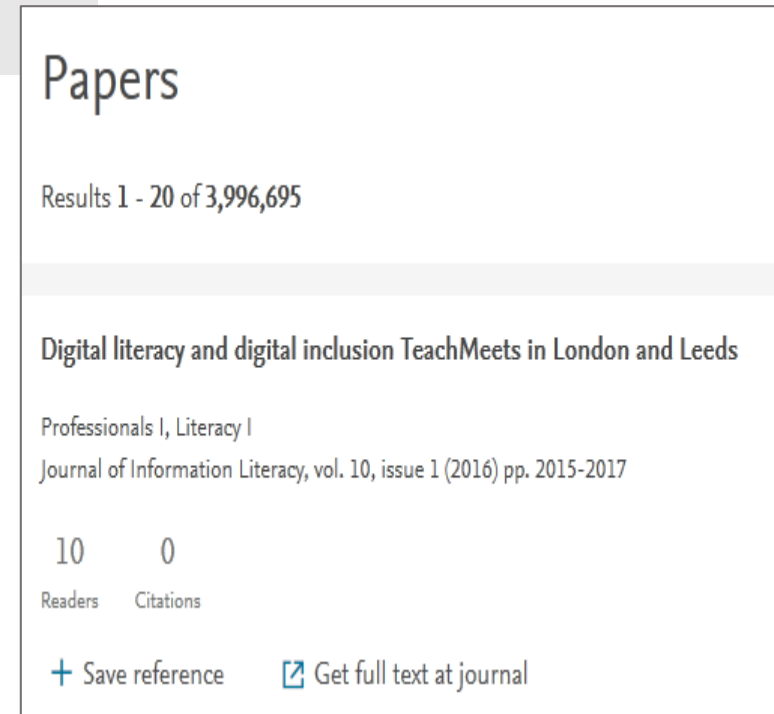 Papers
Results 1 - 20 of 3,996,695
Digital literacy and digital inclusion TeachMeets in London and Leeds
Professionals I, Literacy I
Journal of Information Literacy, vol. 10, issue 1 (2016) pp. 2015-2017
10 0
Readers Citations
+ Save reference Get full text at journal